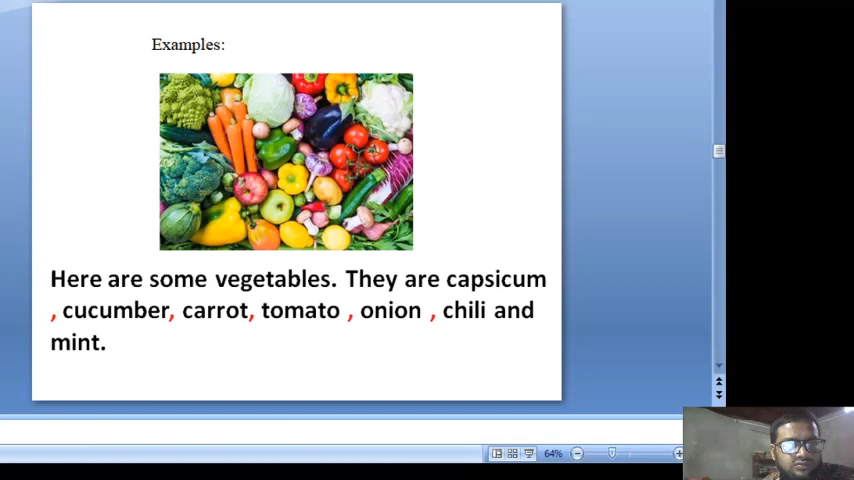 Examples:
Here are some vegetables. They are capsicum
, cucumber, carrot, tomato , onion , chili and
mint.
64%